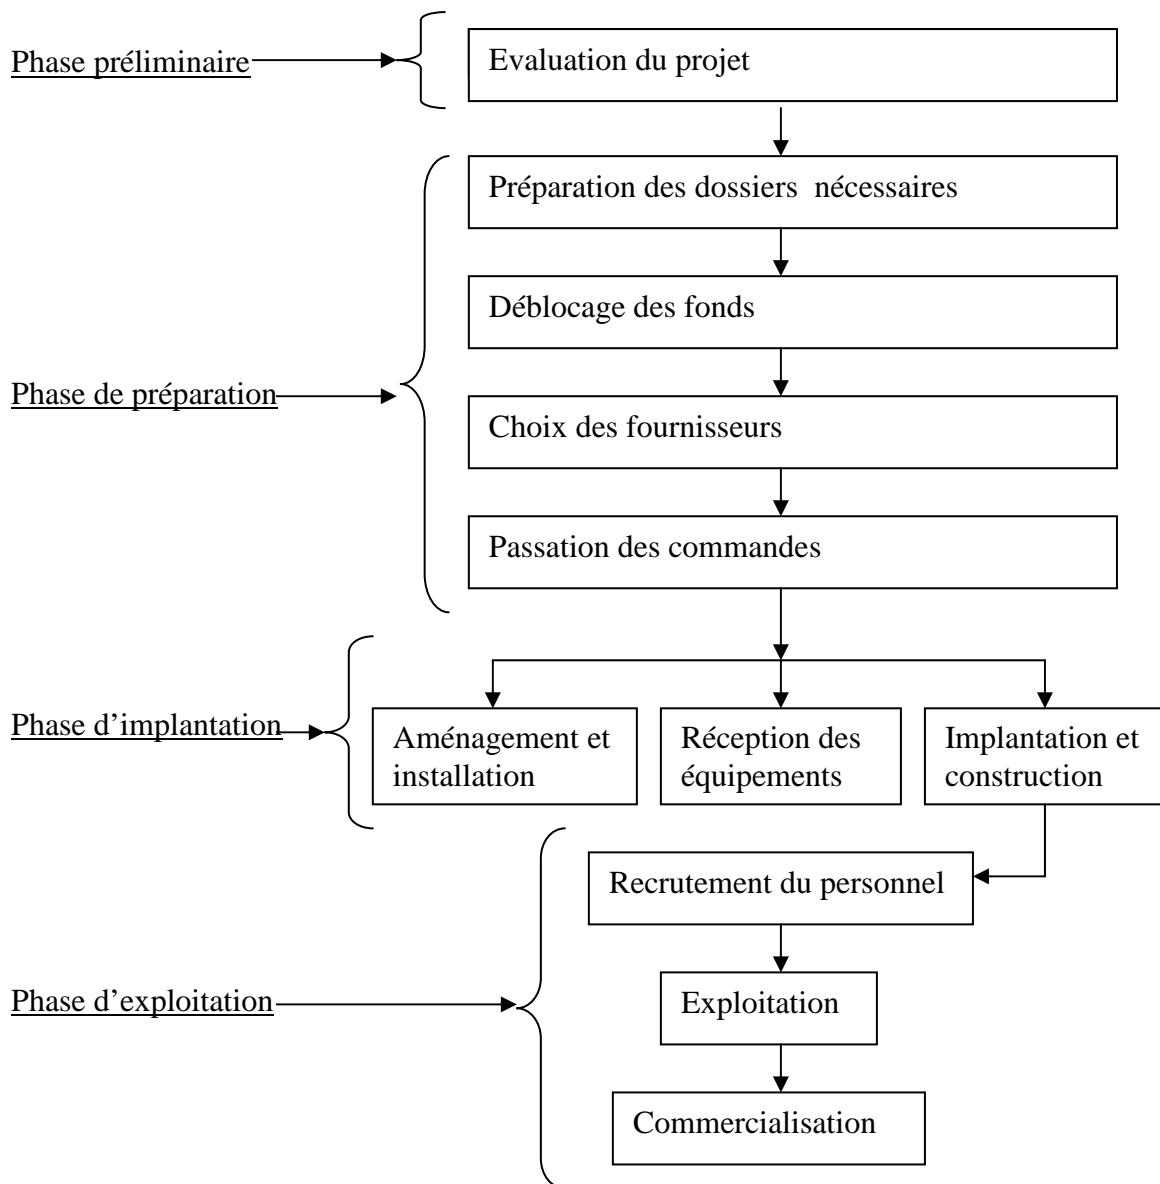 Phase préliminaire
Evaluation du projet
Préparation des dossiers  nécessaires
Déblocage des fonds
Phase de préparation
Choix des fournisseurs
Passation des commandes
Phase d’implantation
Aménagement et
installation
Réception des
équipements
Implantation et
construction
Recrutement du personnel
Phase d’exploitation
Exploitation
Commercialisation